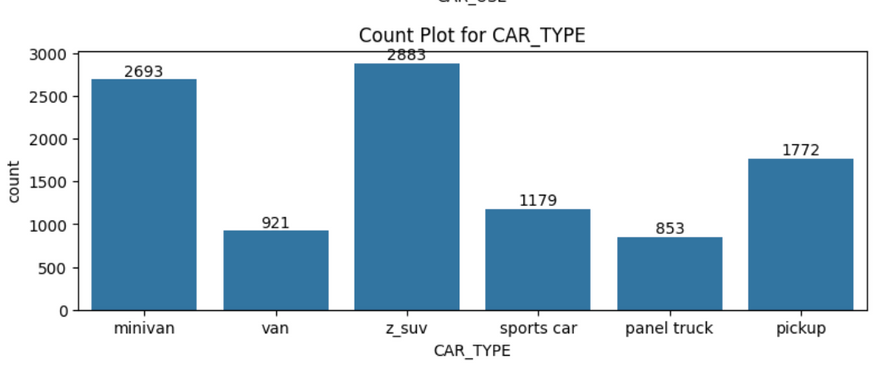 CAR_USE
Count Plot for CAR_TYPE
3000
2500
2000
1500
1000
500
0
count
2693
921
2883
1179
853
1772
minivan van z_suv sports car panel truck pickup
CAR_TYPE